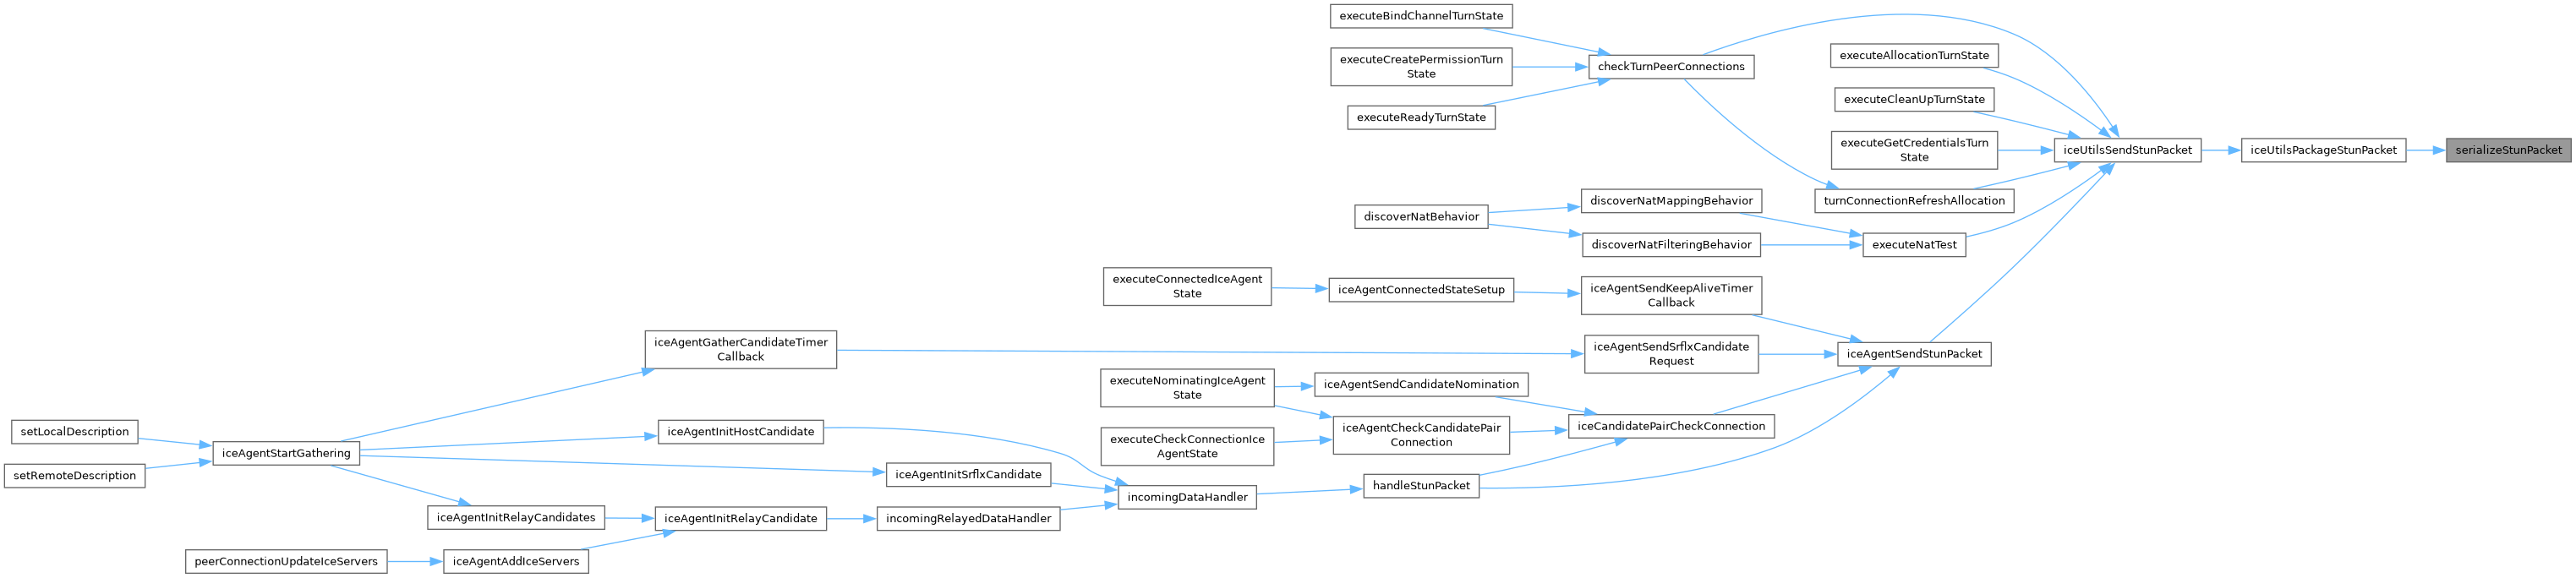 executeBindChannelTurnState
executeCreatePermissionTurn
State
executeReadyTurnState
checkTurnPeerConnections
executeAllocationTurnState
executeCleanUpTurnState
executeGetCredentialsTurn
State
iceUtilsSendStunPacket
iceUtilsPackageStunPacket
serializeStunPacket
turnConnectionRefreshAllocation
discoverNatMappingBehavior
discoverNatBehavior
discoverNatFilteringBehavior
executeNatTest
executeConnectedIceAgent
State
iceAgentConnectedStateSetup
iceAgentSendKeepAliveTimer
Callback
iceAgentGatherCandidateTimer
Callback
iceAgentSendSrflxCandidate
Request
iceAgentSendStunPacket
executeNominatingIceAgent
State
iceAgentSendCandidateNomination
iceAgentCheckCandidatePair
Connection
iceCandidatePairCheckConnection
executeCheckConnectionIce
AgentState
setLocalDescription
setRemoteDescription
iceAgentStartGathering
iceAgentInitHostCandidate
iceAgentInitSrflxCandidate
handleStunPacket
incomingDataHandler
iceAgentInitRelayCandidates
iceAgentInitRelayCandidate
incomingRelayedDataHandler
peerConnectionUpdateIceServers
iceAgentAddIceServers